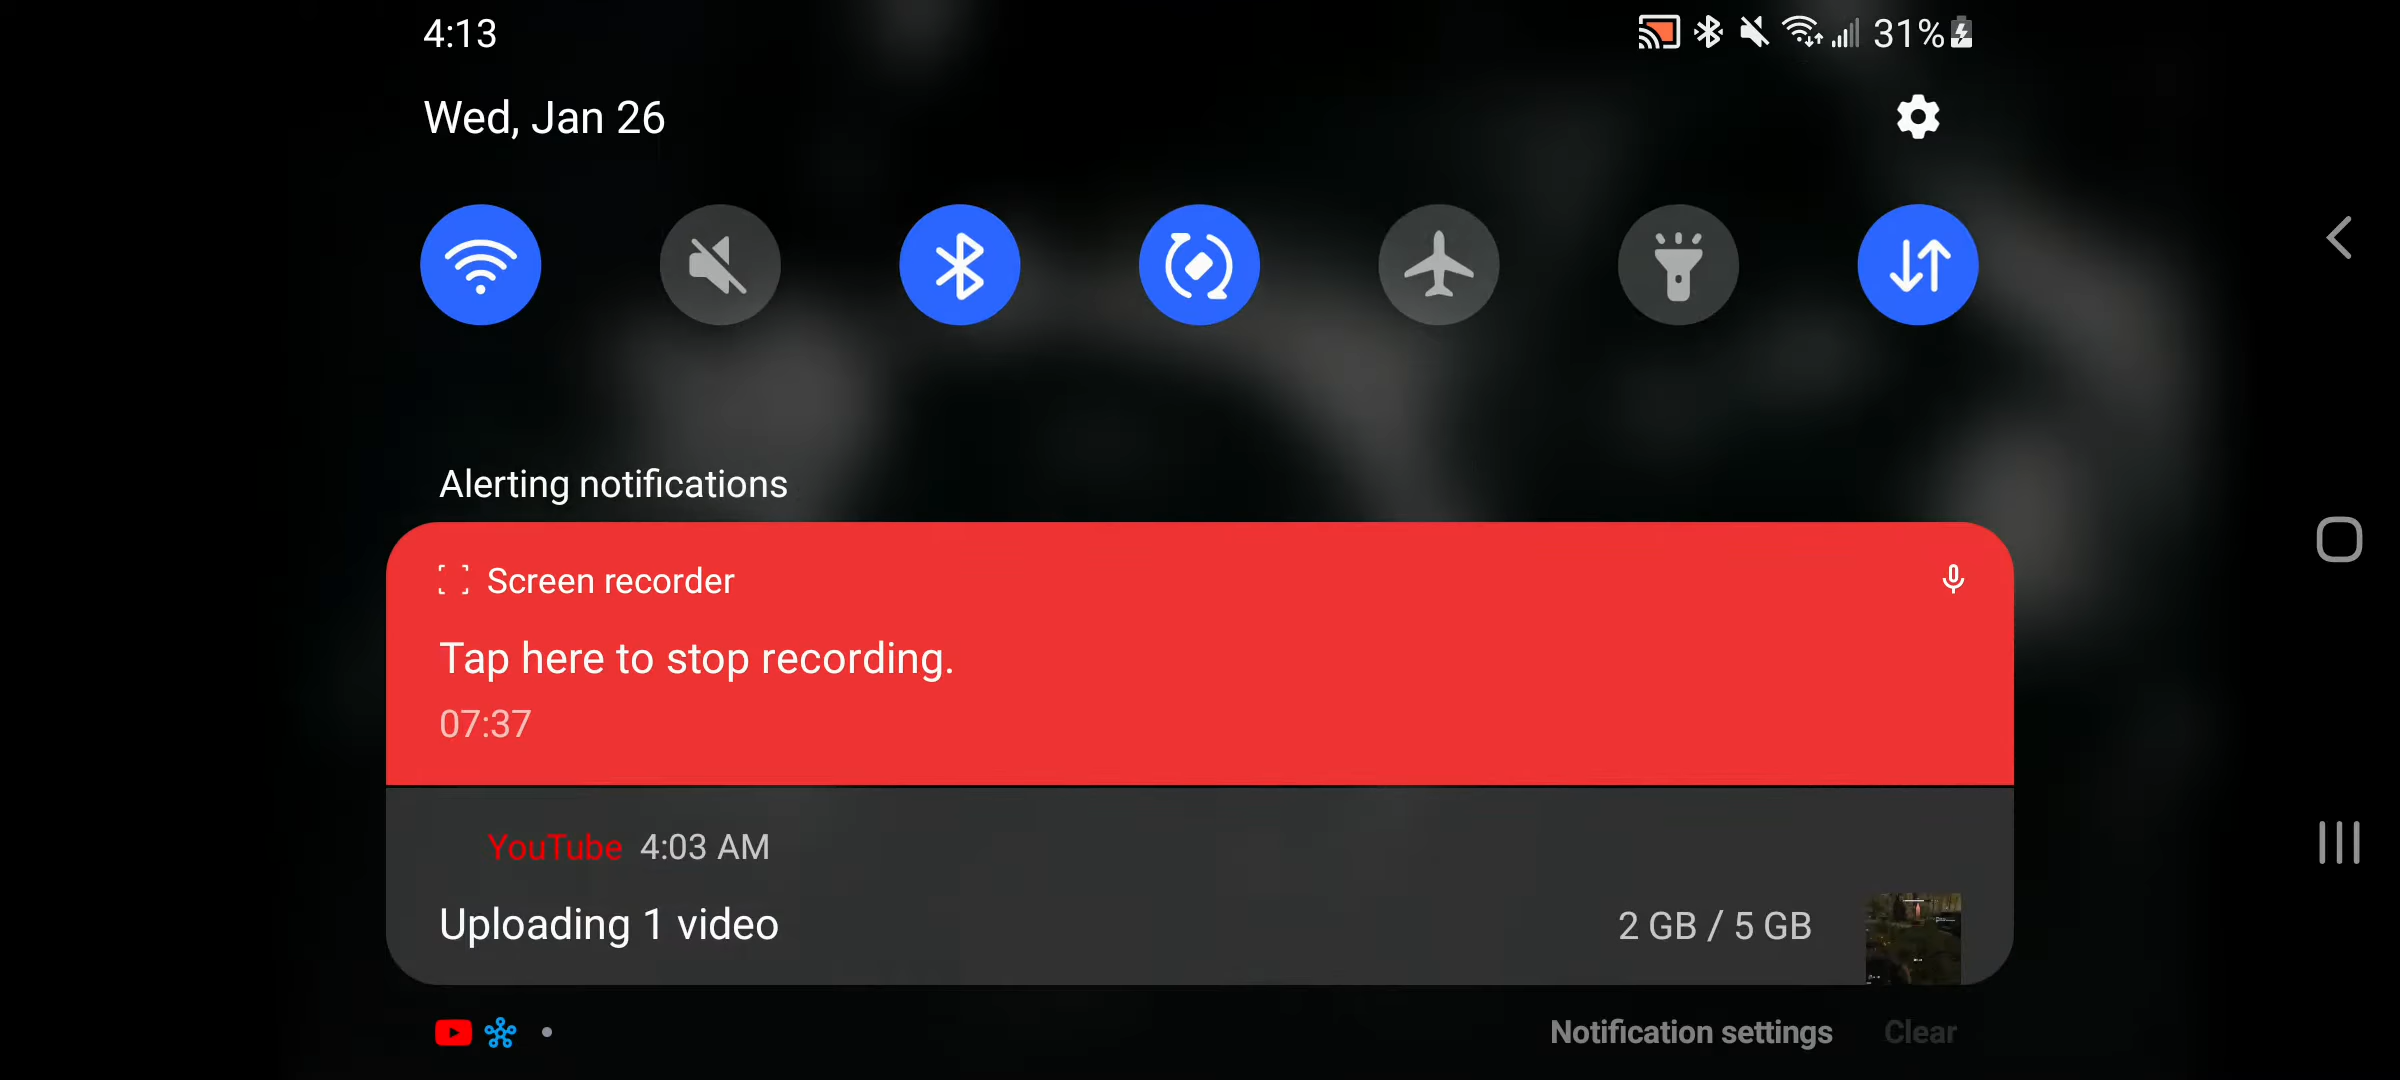 4:13
31%
Wed, Jan 26
Alerting notifications
Screen recorder
Tap here to stop recording.
07:37
YouTube 4:03 AM
Uploading 1 video
2 GB / 5 GB
Notification settings
Clear